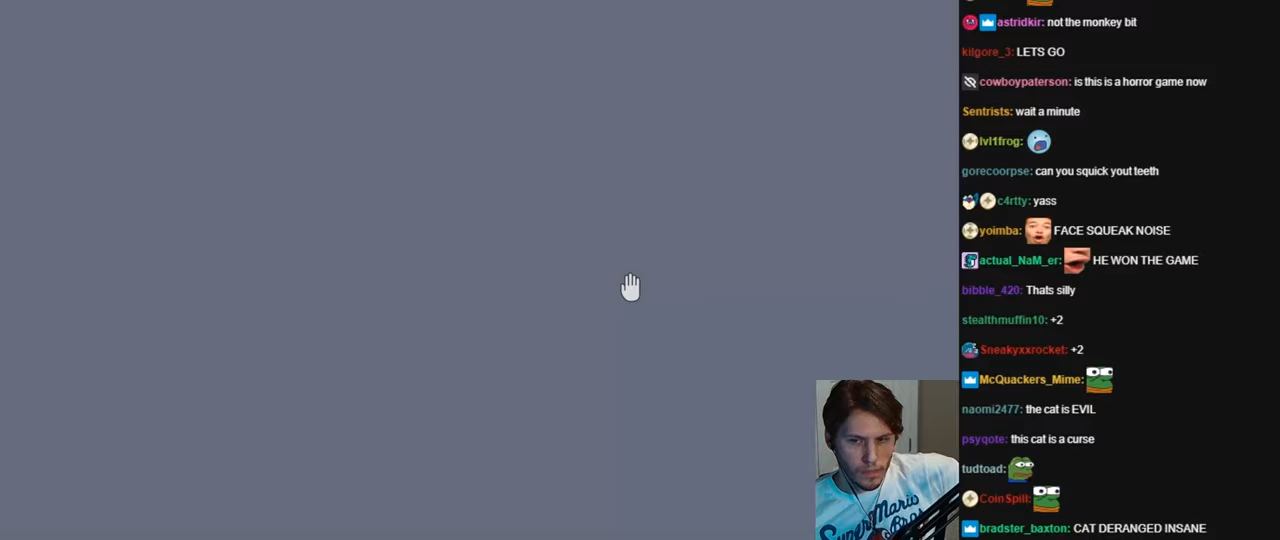 astridkir: not the monkey bit
kilgore_3: LETS GO
cowboypaterson: is this is a horror game now
Sentrists: wait a minute
lvl1frog:
gorecoorpse: can you squick yout teeth
c4rtty: yass
yoimba: FACE SQUEAK NOISE
actual_NaM_er: HE WON THE GAME
bibble_420: Thats silly
stealthmuffin10: +2
Sneakyxxrocket: +2
McQuackers_Mime:
naomi2477: the cat is EVIL
psyqote: this cat is a curse
tudtoad:
CoinSpill:
bradster_baxton: CAT DERANGED INSANE
Super Mario
Bros.